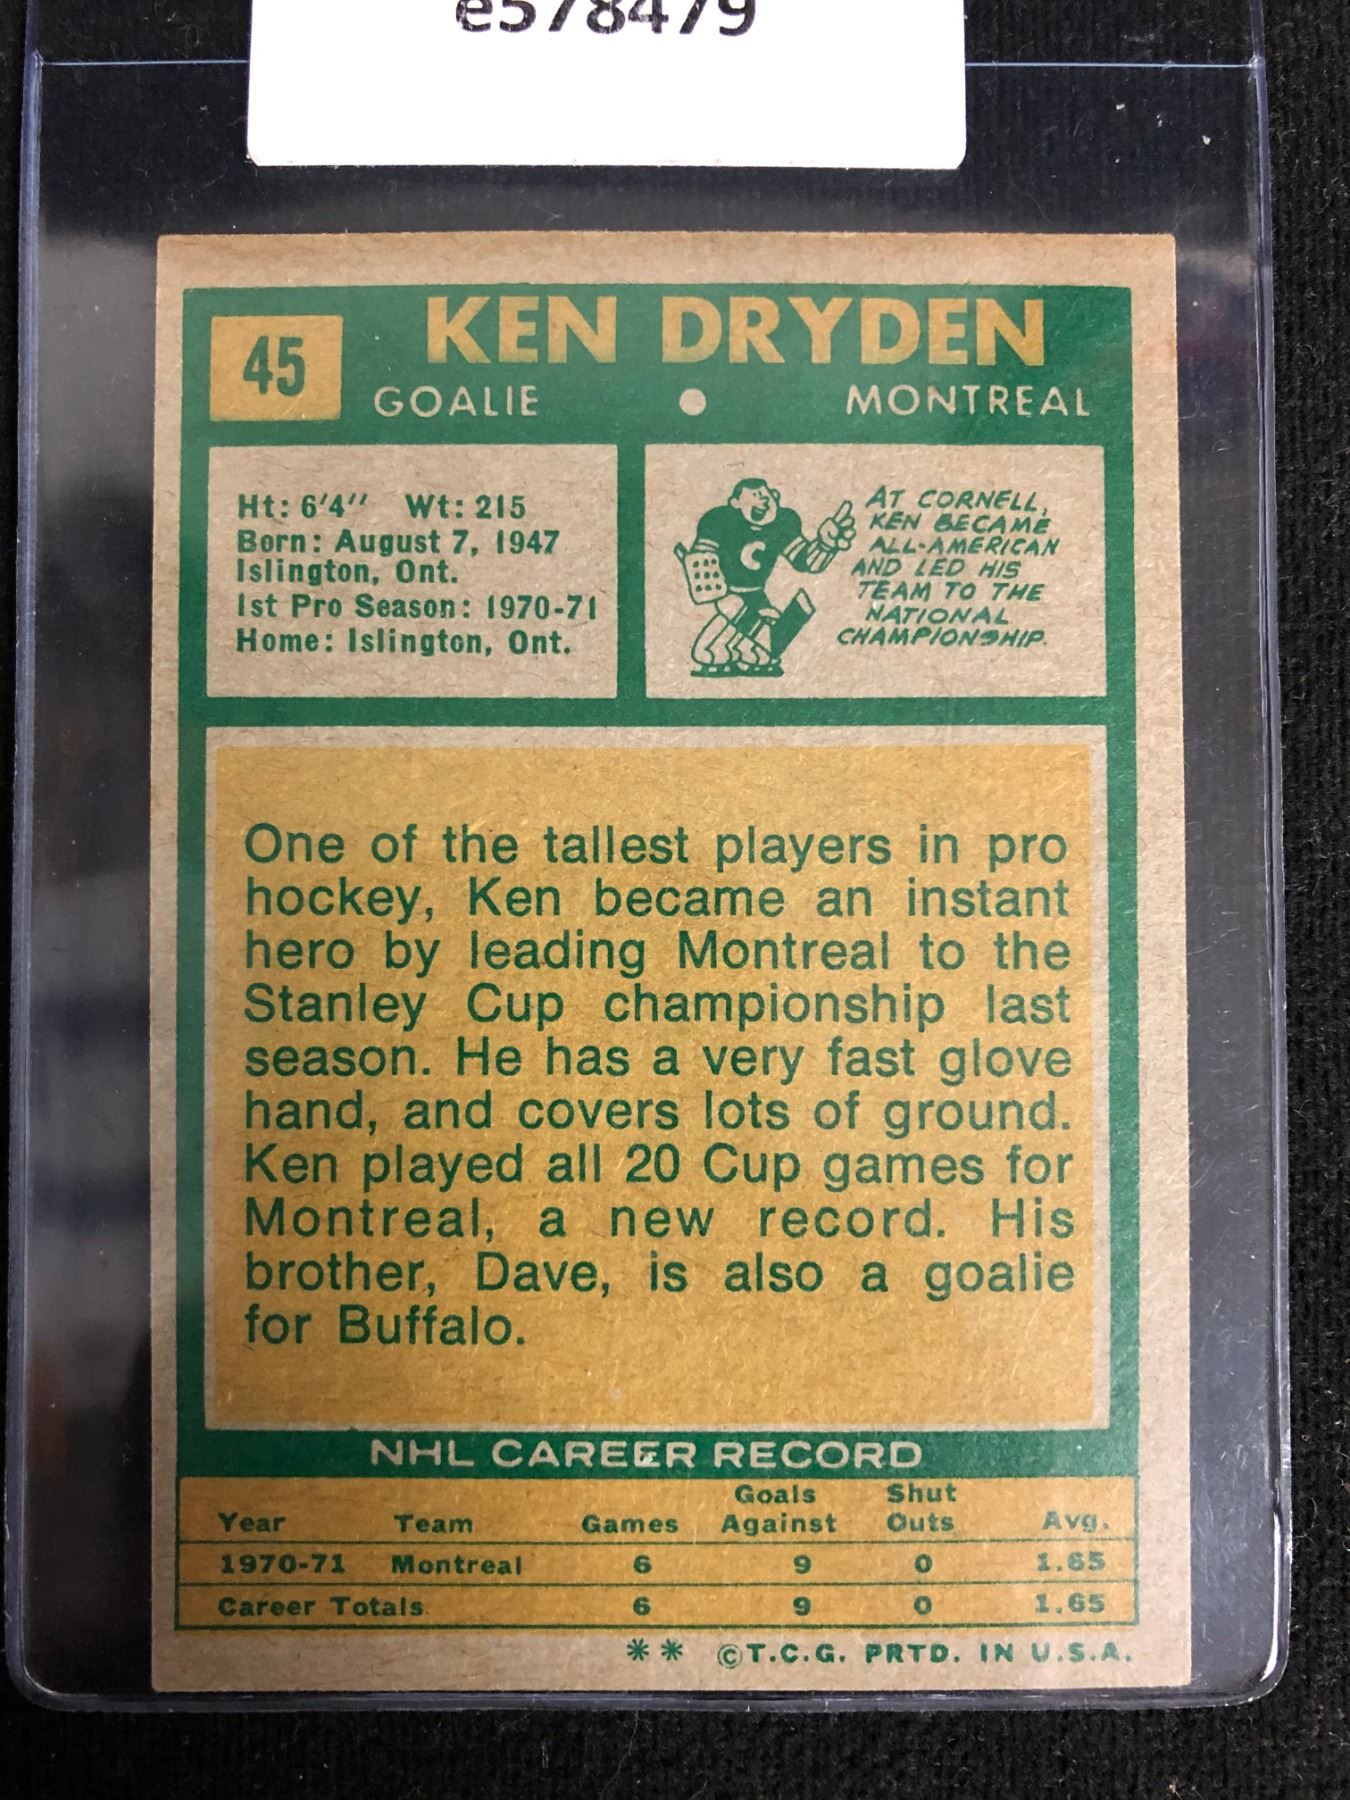 e578479
45
KEN DRYDEN
GOALIE • MONTREAL
Ht: 6'4" Wt: 215
Born: August 7, 1947
Islington, Ont.
1st Pro Season: 1970-71
Home: Islington, Ont.
AT CORNELL,
KEN BECAME
ALL-AMERICAN
AND LED HIS
TEAM TO THE
NATIONAL
CHAMPIONSHIP.
C
One of the tallest players in pro
hockey, Ken became an instant
hero by leading Montreal to the
Stanley Cup championship last
season. He has a very fast glove
hand, and covers lots of ground.
Ken played all 20 Cup games for
Montreal, a new record. His
brother, Dave, is also a goalie
for Buffalo.
NHL CAREER RECORD
Year Team Games Goals Against Shut Outs Avg.
1970-71 Montreal 6 9 0 1.65
Career Totals 6 9 0 1.65
** ©T.C.G. PRTD. IN U.S.A.